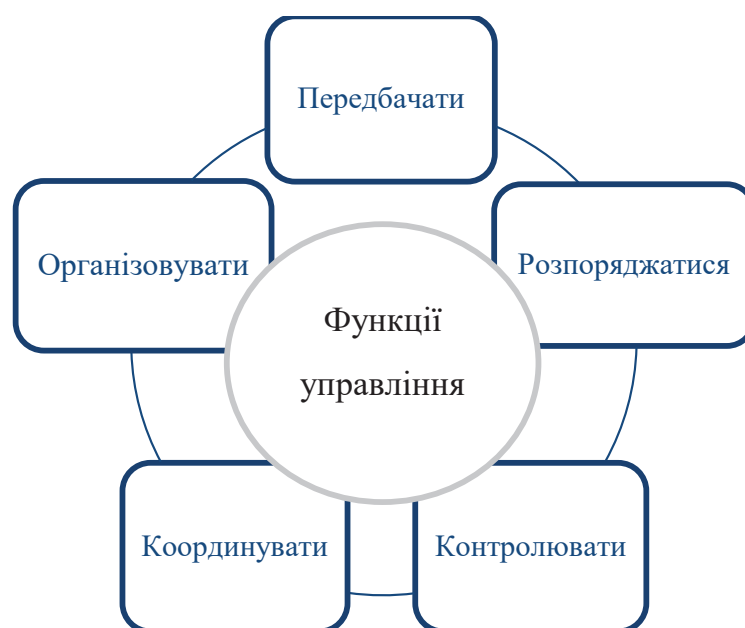 Передбачати
Організовувати
Розпоряджатися
Функції
управління
Координувати
Контролювати